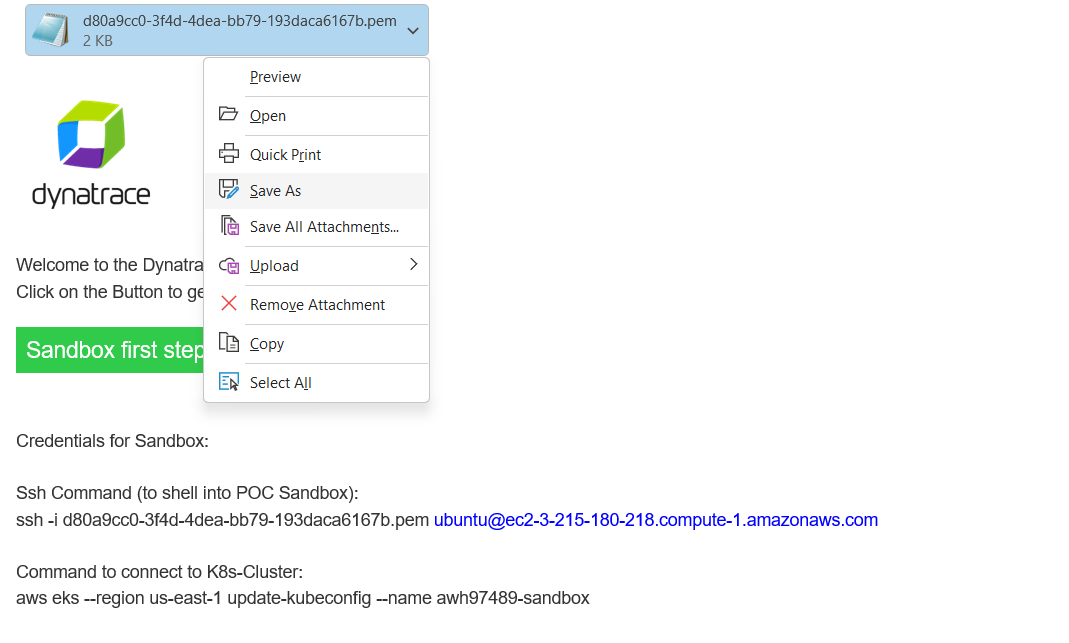 d80a9cc0-3f4d-4dea-bb79-193daca6167b.pem
2 KB
Preview
Open
Quick Print
Save As
Save All Attachments...
Upload
Remove Attachment
Copy
Select All
dynatrace
Welcome to the Dynatra
Click on the Button to ge
Sandbox first step
Credentials for Sandbox:
Ssh Command (to shell into POC Sandbox):
ssh -i d80a9cc0-3f4d-4dea-bb79-193daca6167b.pem ubuntu@ec2-3-215-180-218.compute-1.amazonaws.com
Command to connect to K8s-Cluster:
aws eks --region us-east-1 update-kubeconfig --name awh97489-sandbox